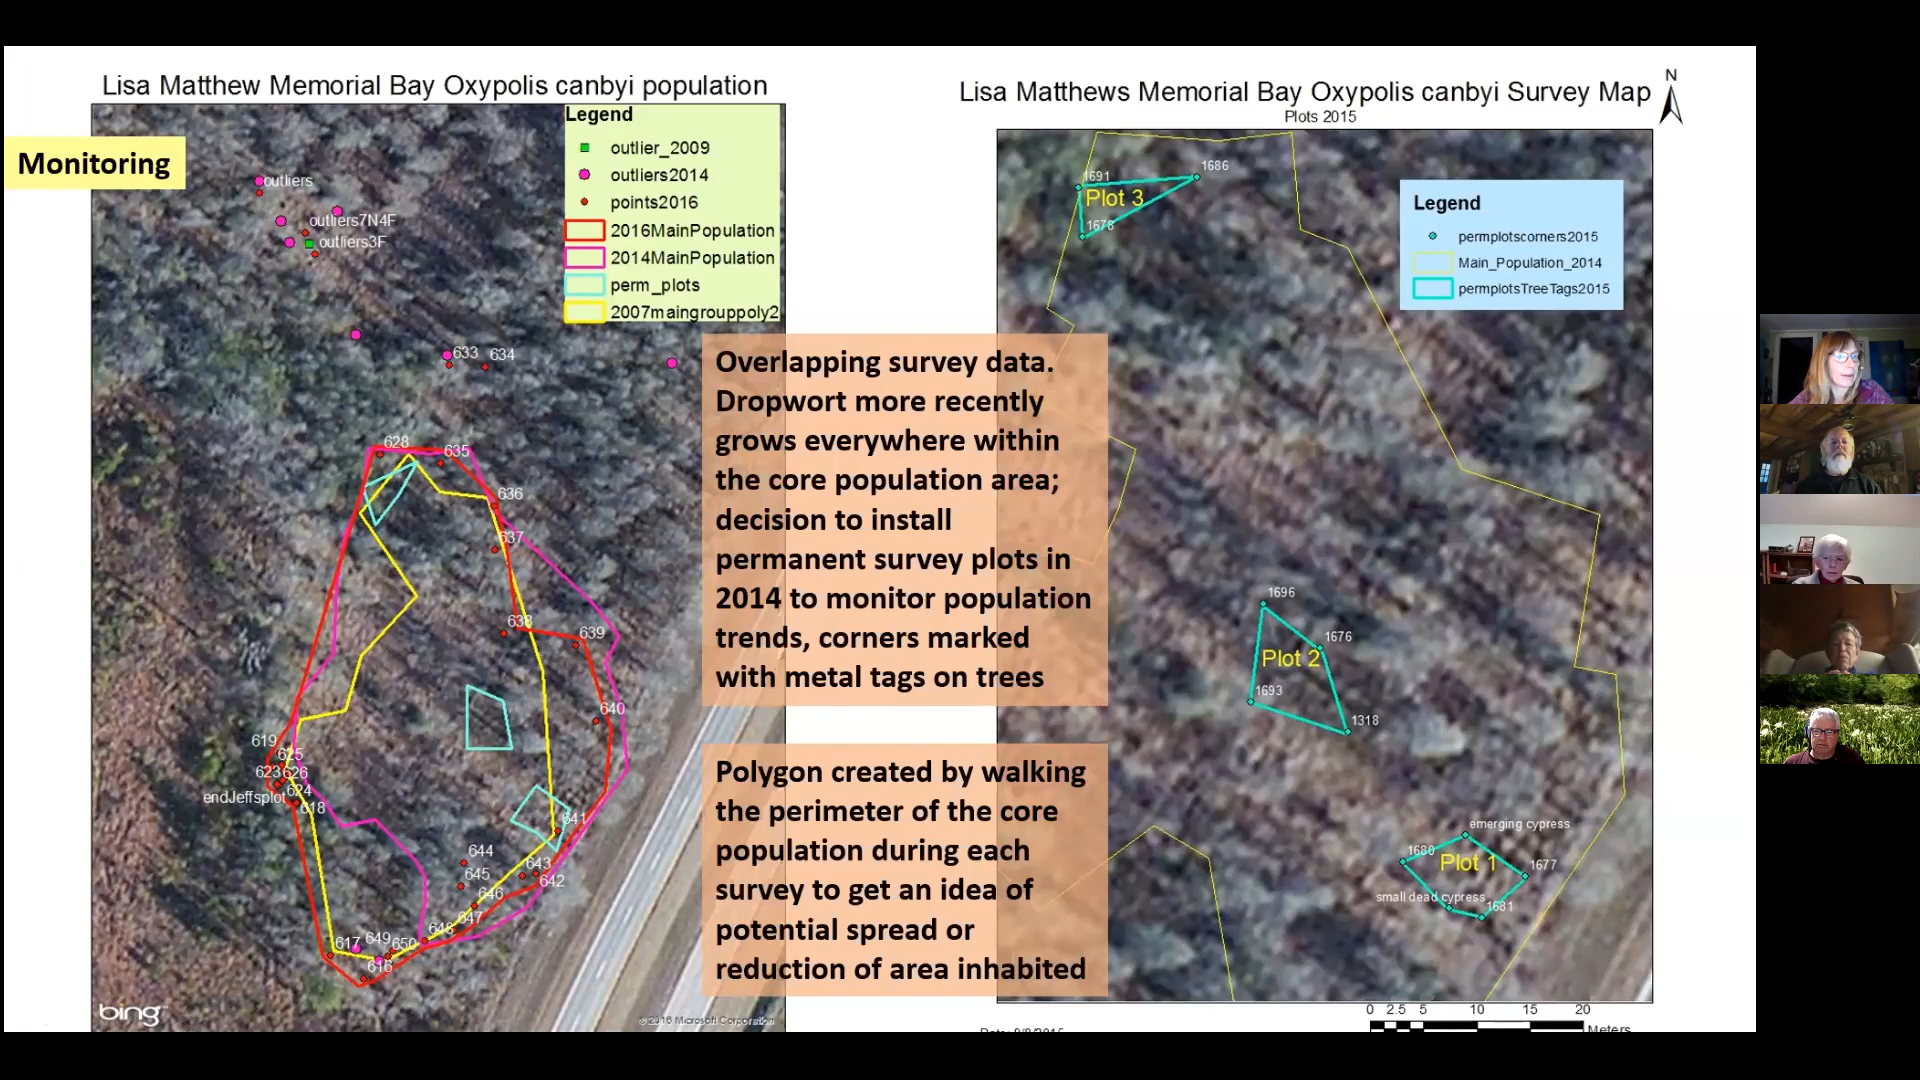 Lisa Matthew Memorial Bay Oxypolis canbyi population
Monitoring
Legend
outlier_2009
outliers2014
points2016
2016MainPopulation
2014MainPopulation
perm_plots
2007maingrouppoly2
outliers
outliers7N4F
outliers3F
633
634
628
635
636
637
638
639
640
619
625
623
626
624
endJeffsplot
618
641
644
643
645
642
646
647
648
617
649
650
616
bing
©2016 Microsoft Corporation
Overlapping survey data.
Dropwort more recently
grows everywhere within
the core population area;
decision to install
permanent survey plots in
2014 to monitor population
trends, corners marked
with metal tags on trees
Polygon created by walking
the perimeter of the core
population during each
survey to get an idea of
potential spread or
reduction of area inhabited
Lisa Matthews Memorial Bay Oxypolis canbyi Survey Map
Plots 2015
N
Legend
permplotscorners2015
Main_Population_2014
permplotsTreeTags2015
1686
1691
Plot 3
1678
1696
1676
Plot 2
1693
1318
emerging cypress
1680
Plot 1
1677
small dead cypress
1681
0 2.5 5 10 15 20
Meters